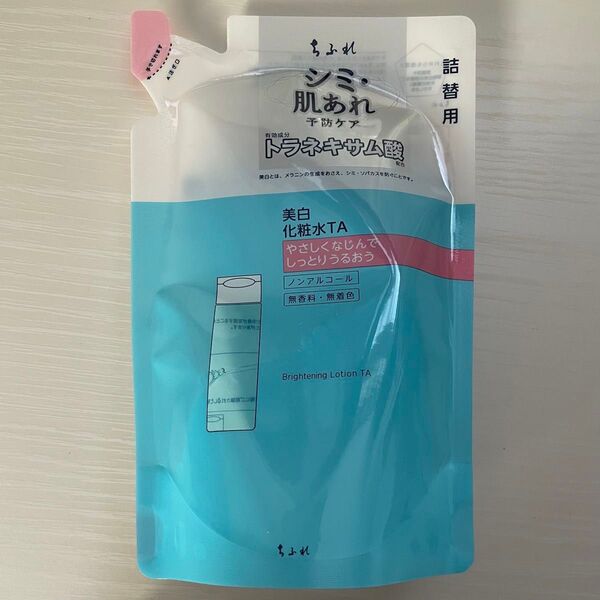 ちふれ
シミ・
肌あれ
予防ケア
有効成分
トラネキサム酸
配合
美白とは、メラニンの生成をおさえ、シミ・ソバカスを防ぐことです。
詰替用
美白
化粧水TA
やさしくなじんで
しっとりうるおう
ノンアルコール
無香料・無着色
Brightening Lotion TA
ちふれ